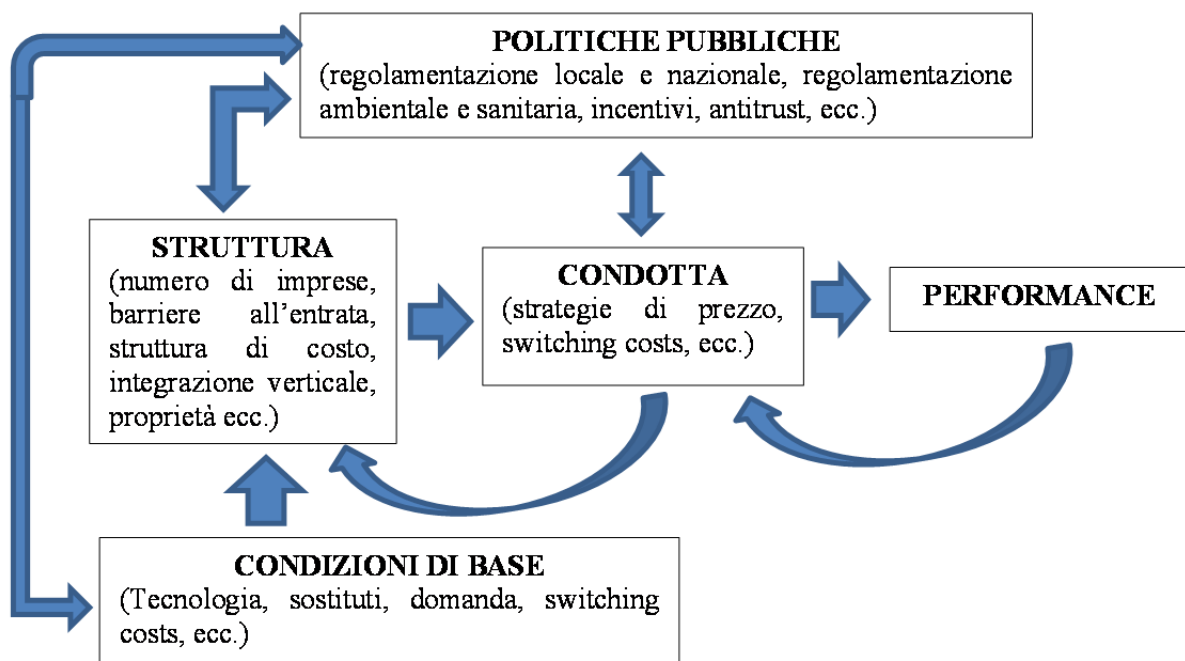 POLITICHE PUBBLICHE
(regolamentazione locale e nazionale, regolamentazione
ambientale e sanitaria, incentivi, antitrust, ecc.)
STRUTTURA
(numero di imprese,
barriere all'entrata,
struttura di costo,
integrazione verticale,
proprietà ecc.)
CONDOTTA
(strategie di prezzo,
switching costs, ecc.)
PERFORMANCE
CONDIZIONI DI BASE
(Tecnologia, sostituti, domanda, switching
costs, ecc.)